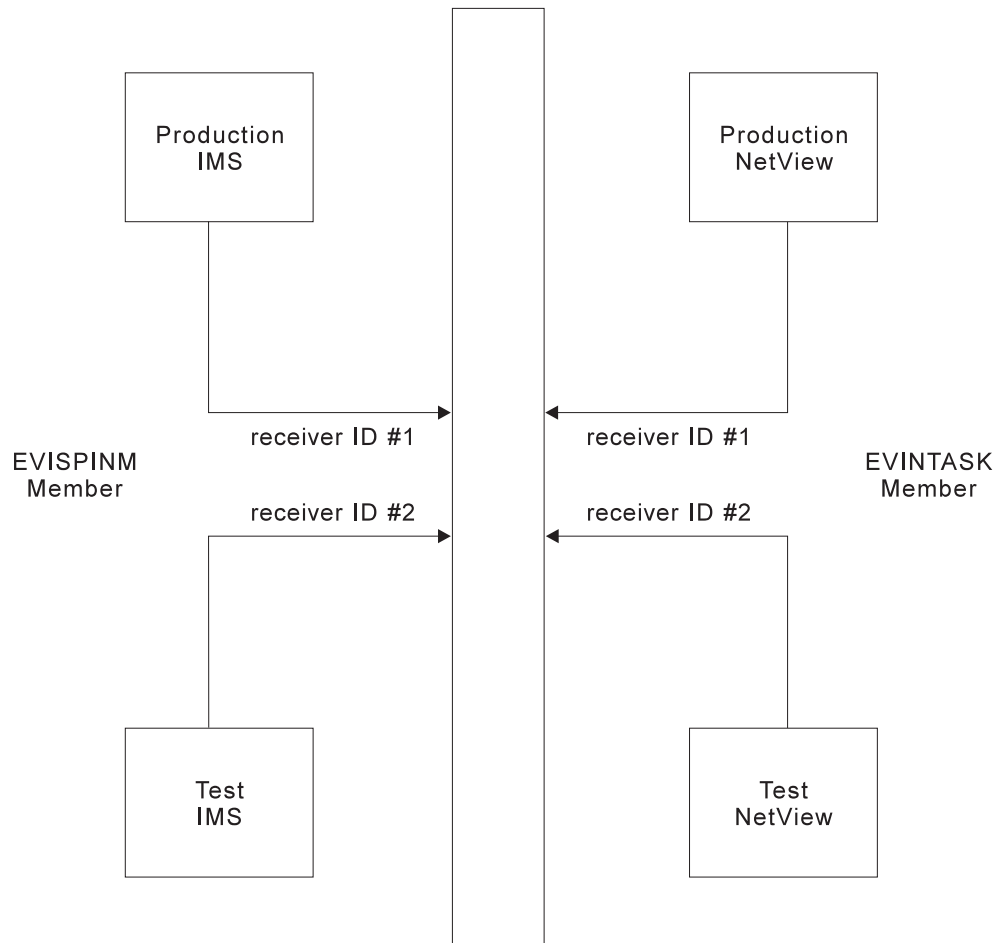 Production
IMS
Production
NetView
receiver ID #1
receiver ID #1
EVISPINM
Member
EVINTASK
Member
receiver ID #2
receiver ID #2
Test
IMS
Test
NetView